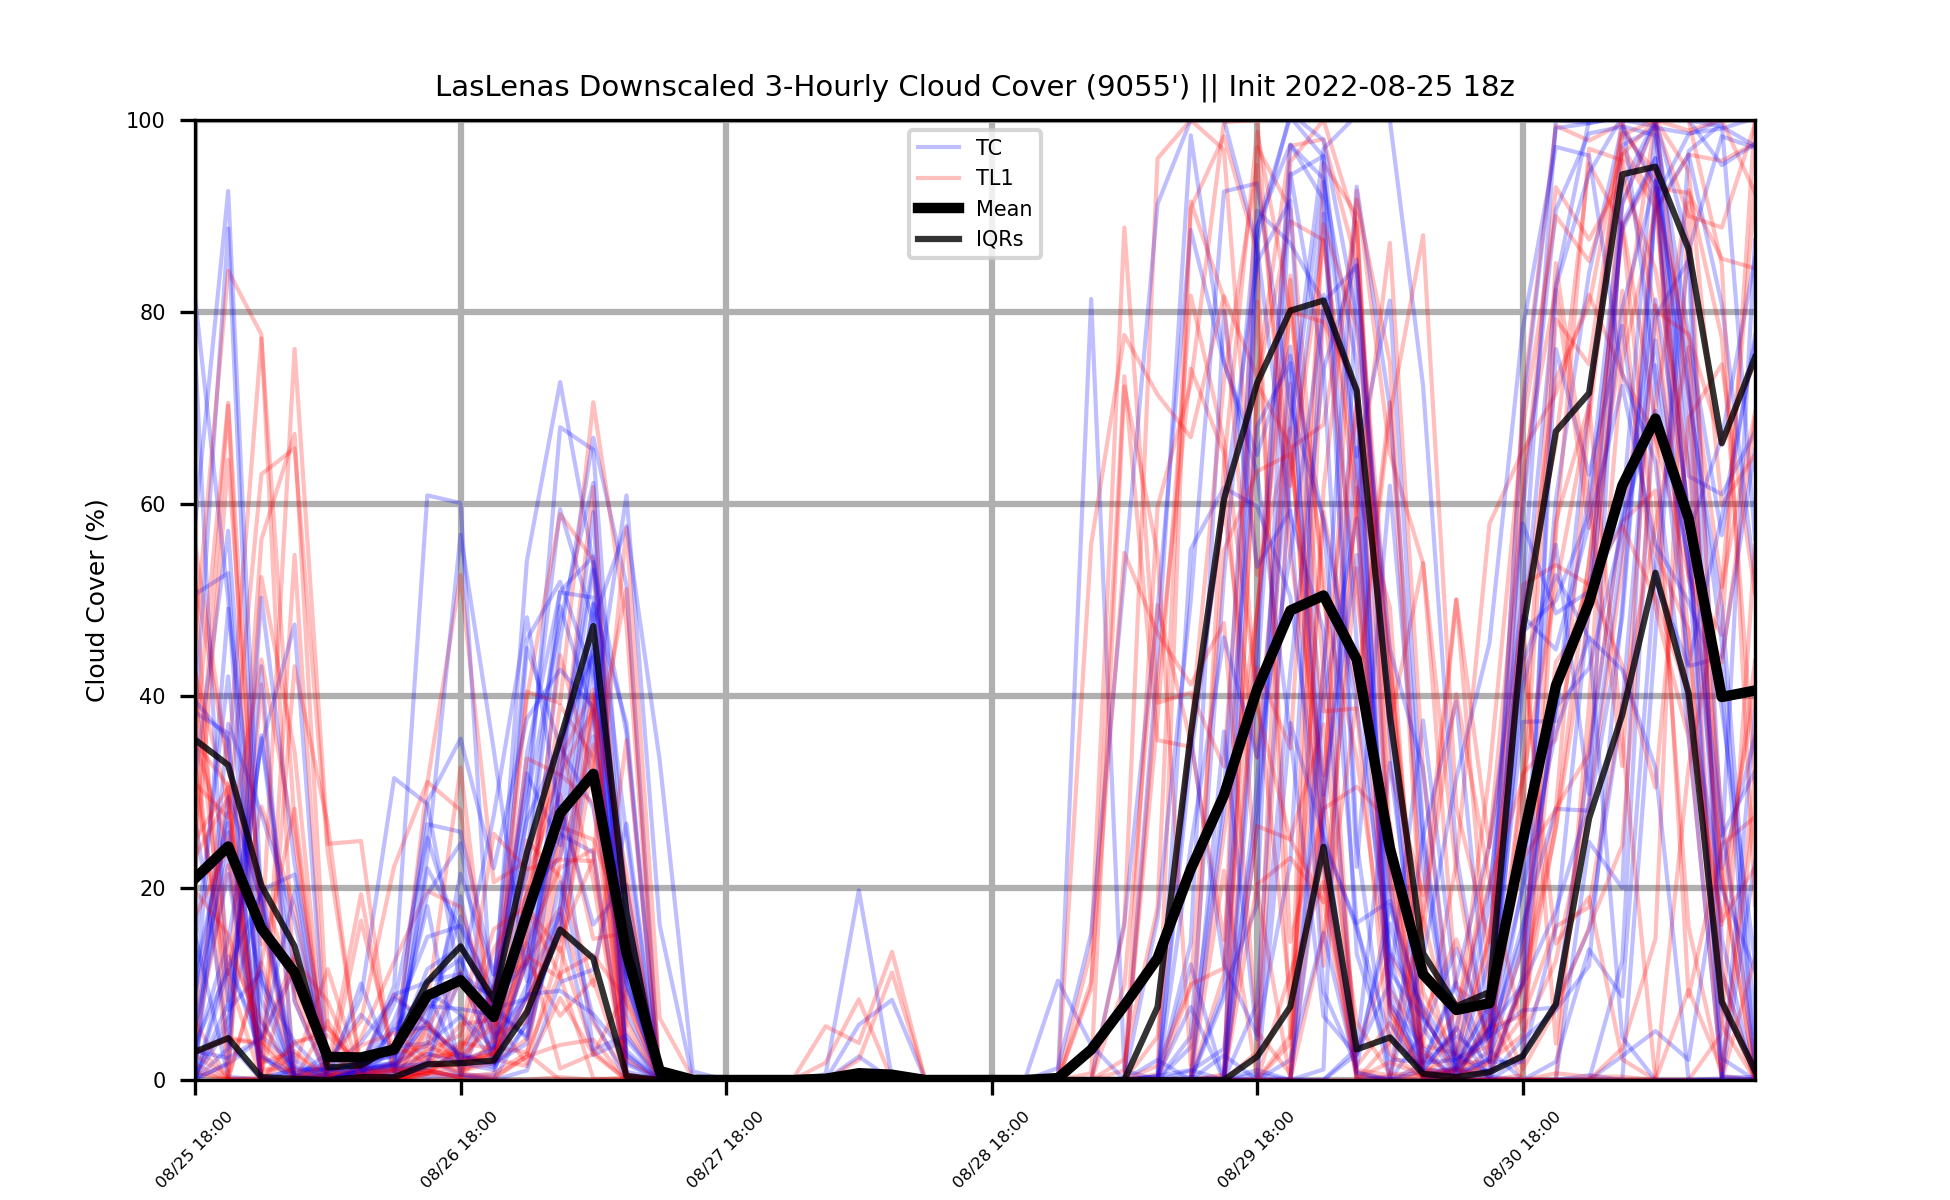 LasLenas Downscaled 3-Hourly Cloud Cover (9055') || Init 2022-08-25 18z
TC
TL1
Mean
IQRs
Cloud Cover (%)
100
80
60
40
20
0
08/25 18:00
08/26 18:00
08/27 18:00
08/28 18:00
08/29 18:00
08/30 18:00